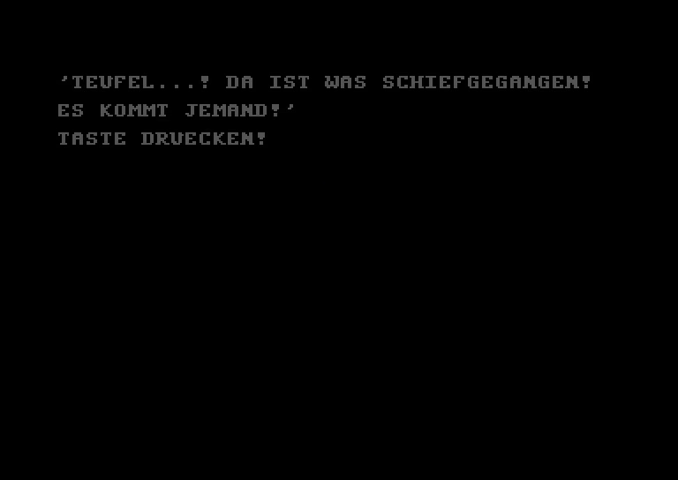 'TEUFEL...! DA IST WAS SCHIEFGEGANGEN!
ES KOMMT JEMAND!'
TASTE DRUECKEN!